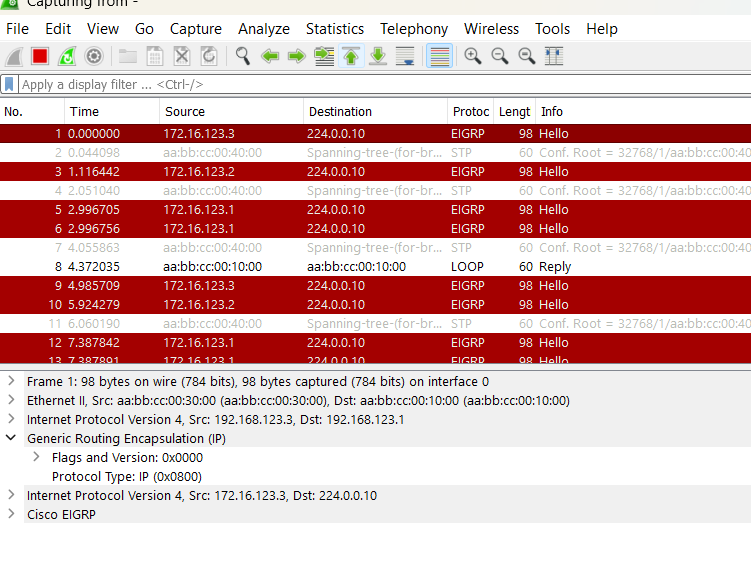 Capturing from -
File Edit View Go Capture Analyze Statistics Telephony Wireless Tools Help
Apply a display filter ... <Ctrl-/>
No. Time Source Destination Protoc Lengt Info
1 0.000000 172.16.123.3 224.0.0.10 EIGRP 98 Hello
2 0.044098 aa:bb:cc:00:40:00 Spanning-tree-(for-br... STP 60 Conf. Root = 32768/1/aa:bb:cc:00:40
3 1.116442 172.16.123.2 224.0.0.10 EIGRP 98 Hello
4 2.051040 aa:bb:cc:00:40:00 Spanning-tree-(for-br... STP 60 Conf. Root = 32768/1/aa:bb:cc:00:40
5 2.996705 172.16.123.1 224.0.0.10 EIGRP 98 Hello
6 2.996756 172.16.123.1 224.0.0.10 EIGRP 98 Hello
7 4.055863 aa:bb:cc:00:40:00 Spanning-tree-(for-br... STP 60 Conf. Root = 32768/1/aa:bb:cc:00:40
8 4.372035 aa:bb:cc:00:10:00 aa:bb:cc:00:10:00 LOOP 60 Reply
9 4.985709 172.16.123.3 224.0.0.10 EIGRP 98 Hello
10 5.924279 172.16.123.2 224.0.0.10 EIGRP 98 Hello
11 6.060190 aa:bb:cc:00:40:00 Spanning-tree-(for-br... STP 60 Conf. Root = 32768/1/aa:bb:cc:00:40
12 7.387842 172.16.123.1 224.0.0.10 EIGRP 98 Hello
13 7.387891 172.16.123.1 224.0.0.10 EIGRP 98 Hello
Frame 1: 98 bytes on wire (784 bits), 98 bytes captured (784 bits) on interface 0
Ethernet II, Src: aa:bb:cc:00:30:00 (aa:bb:cc:00:30:00), Dst: aa:bb:cc:00:10:00 (aa:bb:cc:00:10:00)
Internet Protocol Version 4, Src: 192.168.123.3, Dst: 192.168.123.1
Generic Routing Encapsulation (IP)
Flags and Version: 0x0000
Protocol Type: IP (0x0800)
Internet Protocol Version 4, Src: 172.16.123.3, Dst: 224.0.0.10
Cisco EIGRP